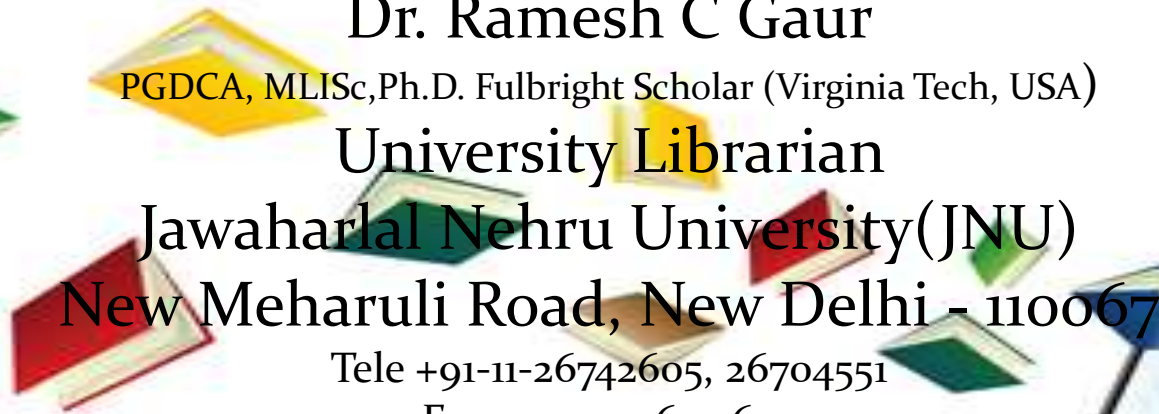 Dr. Ramesh C Gaur
PGDCA, MLISc,Ph.D. Fulbright Scholar (Virginia Tech, USA)
University Librarian
Jawaharlal Nehru University(JNU)
New Meharuli Road, New Delhi - 110067
Tele +91-11-26742605, 26704551